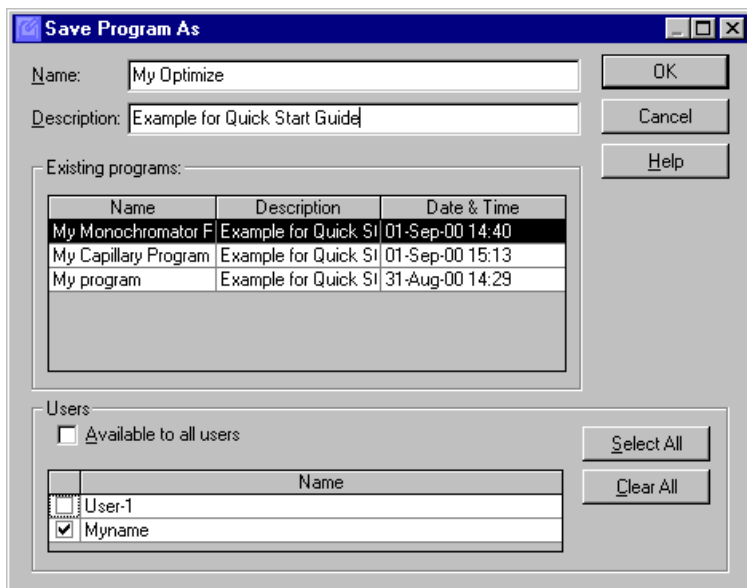 Save Program As
Name: My Optimize OK
Description: Example for Quick Start Guide Cancel
Help
Existing programs:
Name Description Date & Time
My Monochromator F Example for Quick St 01-Sep-00 14:40
My Capillary Program Example for Quick St 01-Sep-00 15:13
My program Example for Quick St 31-Aug-00 14:29
Users
Available to all users
Select All
Name
Clear All
User-1
Myname